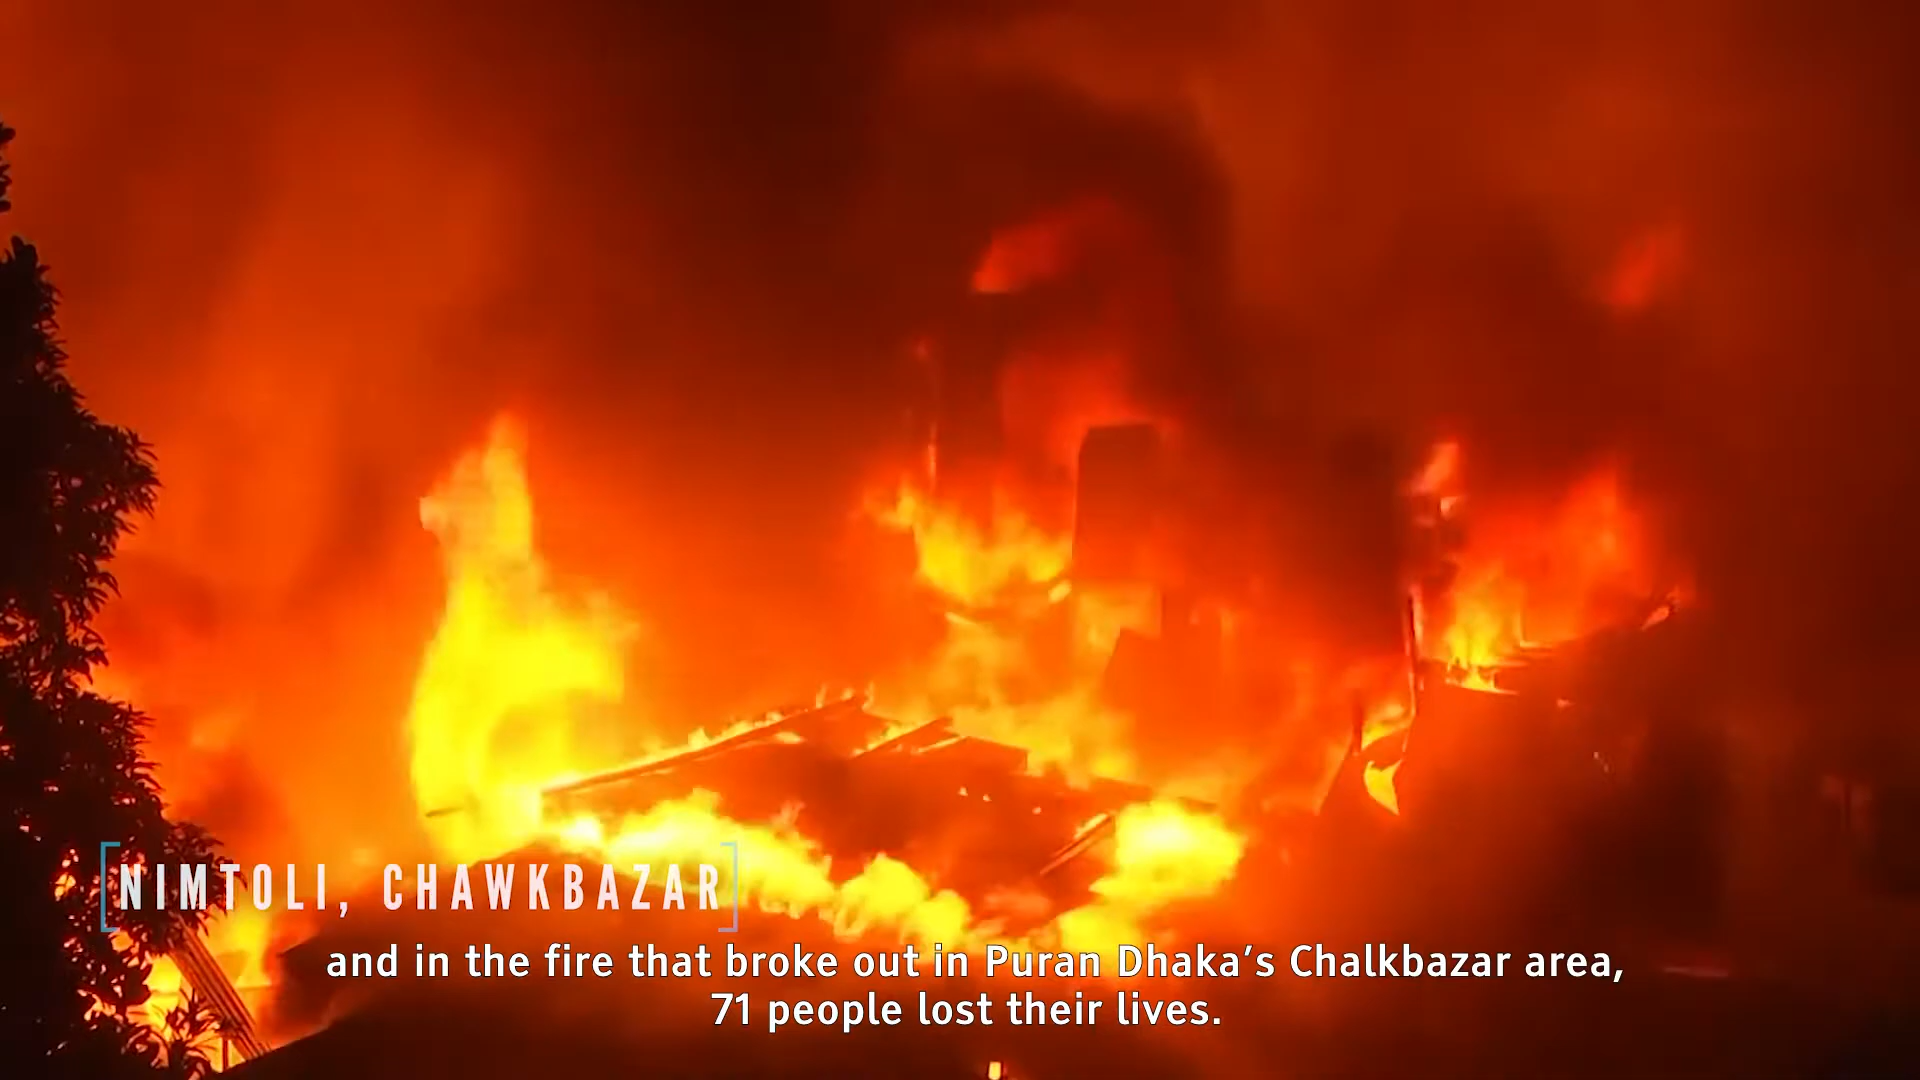 NIMTOLI, CHAWKBAZAR
and in the fire that broke out in Puran Dhaka's Chalkbazar area,
71 people lost their lives.